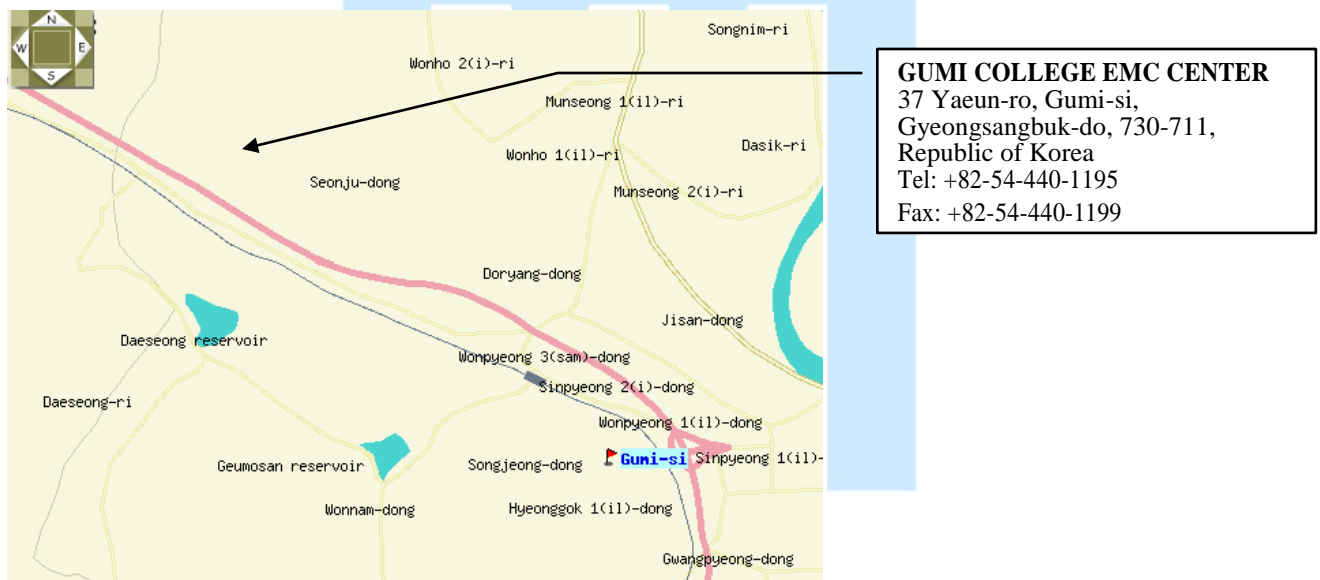 N
W
E
S
Songnim-ri
Wonho 2(i)-ri
Munseong 1(il)-ri
Wonho 1(il)-ri
Dasik-ri
Seonju-dong
Munseong 2(i)-ri
Doryang-dong
Jisan-dong
Daeseong reservoir
Wonpyeong 3(sam)-dong
Sinpyeong 2(i)-dong
Daeseong-ri
Wonpyeong 1(il)-dong
Geumosan reservoir
Songjeong-dong
Gumi-si
Sinpyeong 1(il)-
Wonnam-dong
Hyeonggok 1(il)-dong
Gwangpyeong-dong
GUMI COLLEGE EMC CENTER
37 Yaeun-ro, Gumi-si,
Gyeongsangbuk-do, 730-711,
Republic of Korea
Tel: +82-54-440-1195
Fax: +82-54-440-1199